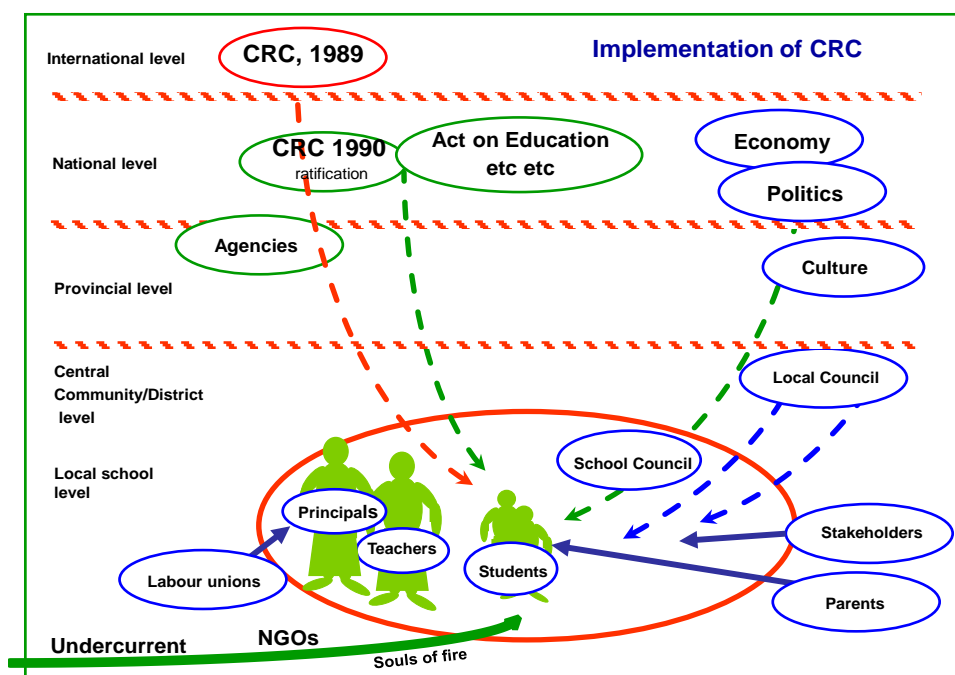 International level
CRC, 1989
Implementation of CRC
National level
CRC 1990
ratification
Act on Education
etc etc
Economy
Politics
Agencies
Culture
Provincial level
Central
Community/District
level
Local Council
Local school
level
School Council
Principals
Teachers
Students
Stakeholders
Labour unions
Parents
Undercurrent
NGOs
Souls of fire